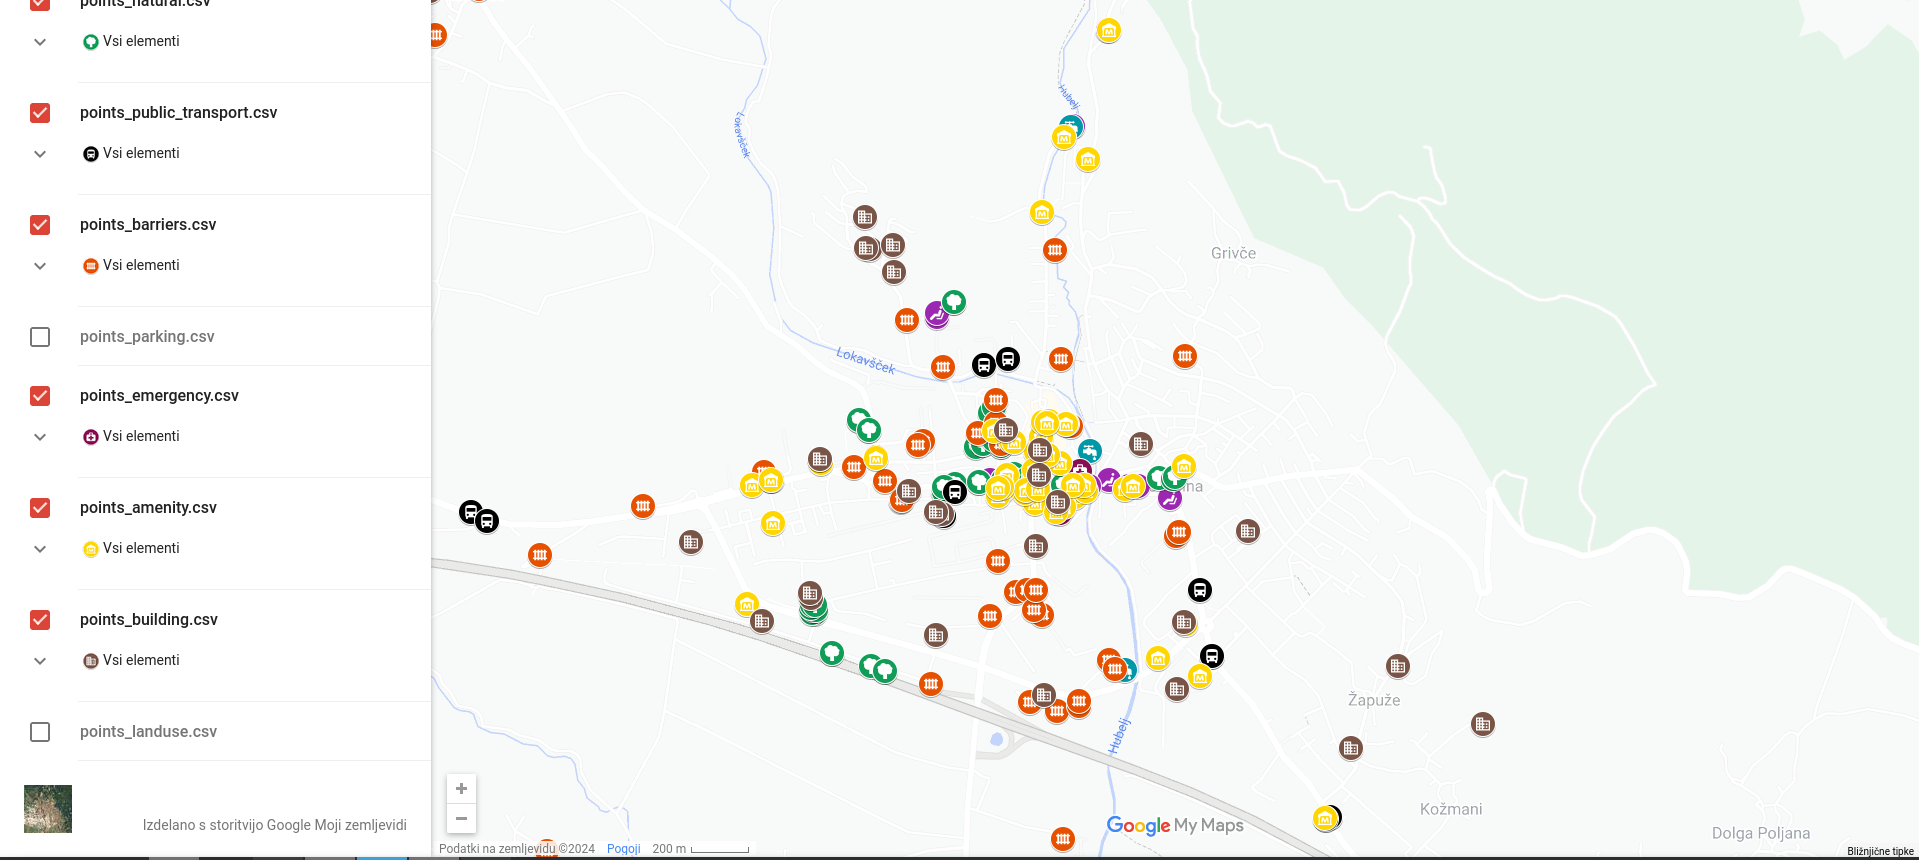 points_natural.csv
Vsi elementi
points_public_transport.csv
Vsi elementi
points_barriers.csv
Vsi elementi
points_parking.csv
points_emergency.csv
Vsi elementi
points_amenity.csv
Vsi elementi
points_building.csv
Vsi elementi
points_landuse.csv
Izdelano s storitvijo Google Moji zemljevidi
Hubelj
Lokavšček
Grivče
Lokavšček
na
Žapuže
Hubelj
Kožmani
Dolga Poljana
Google My Maps
Podatki na zemljevidu ©2024
Pogoji
200 m
Bližnjične tipke